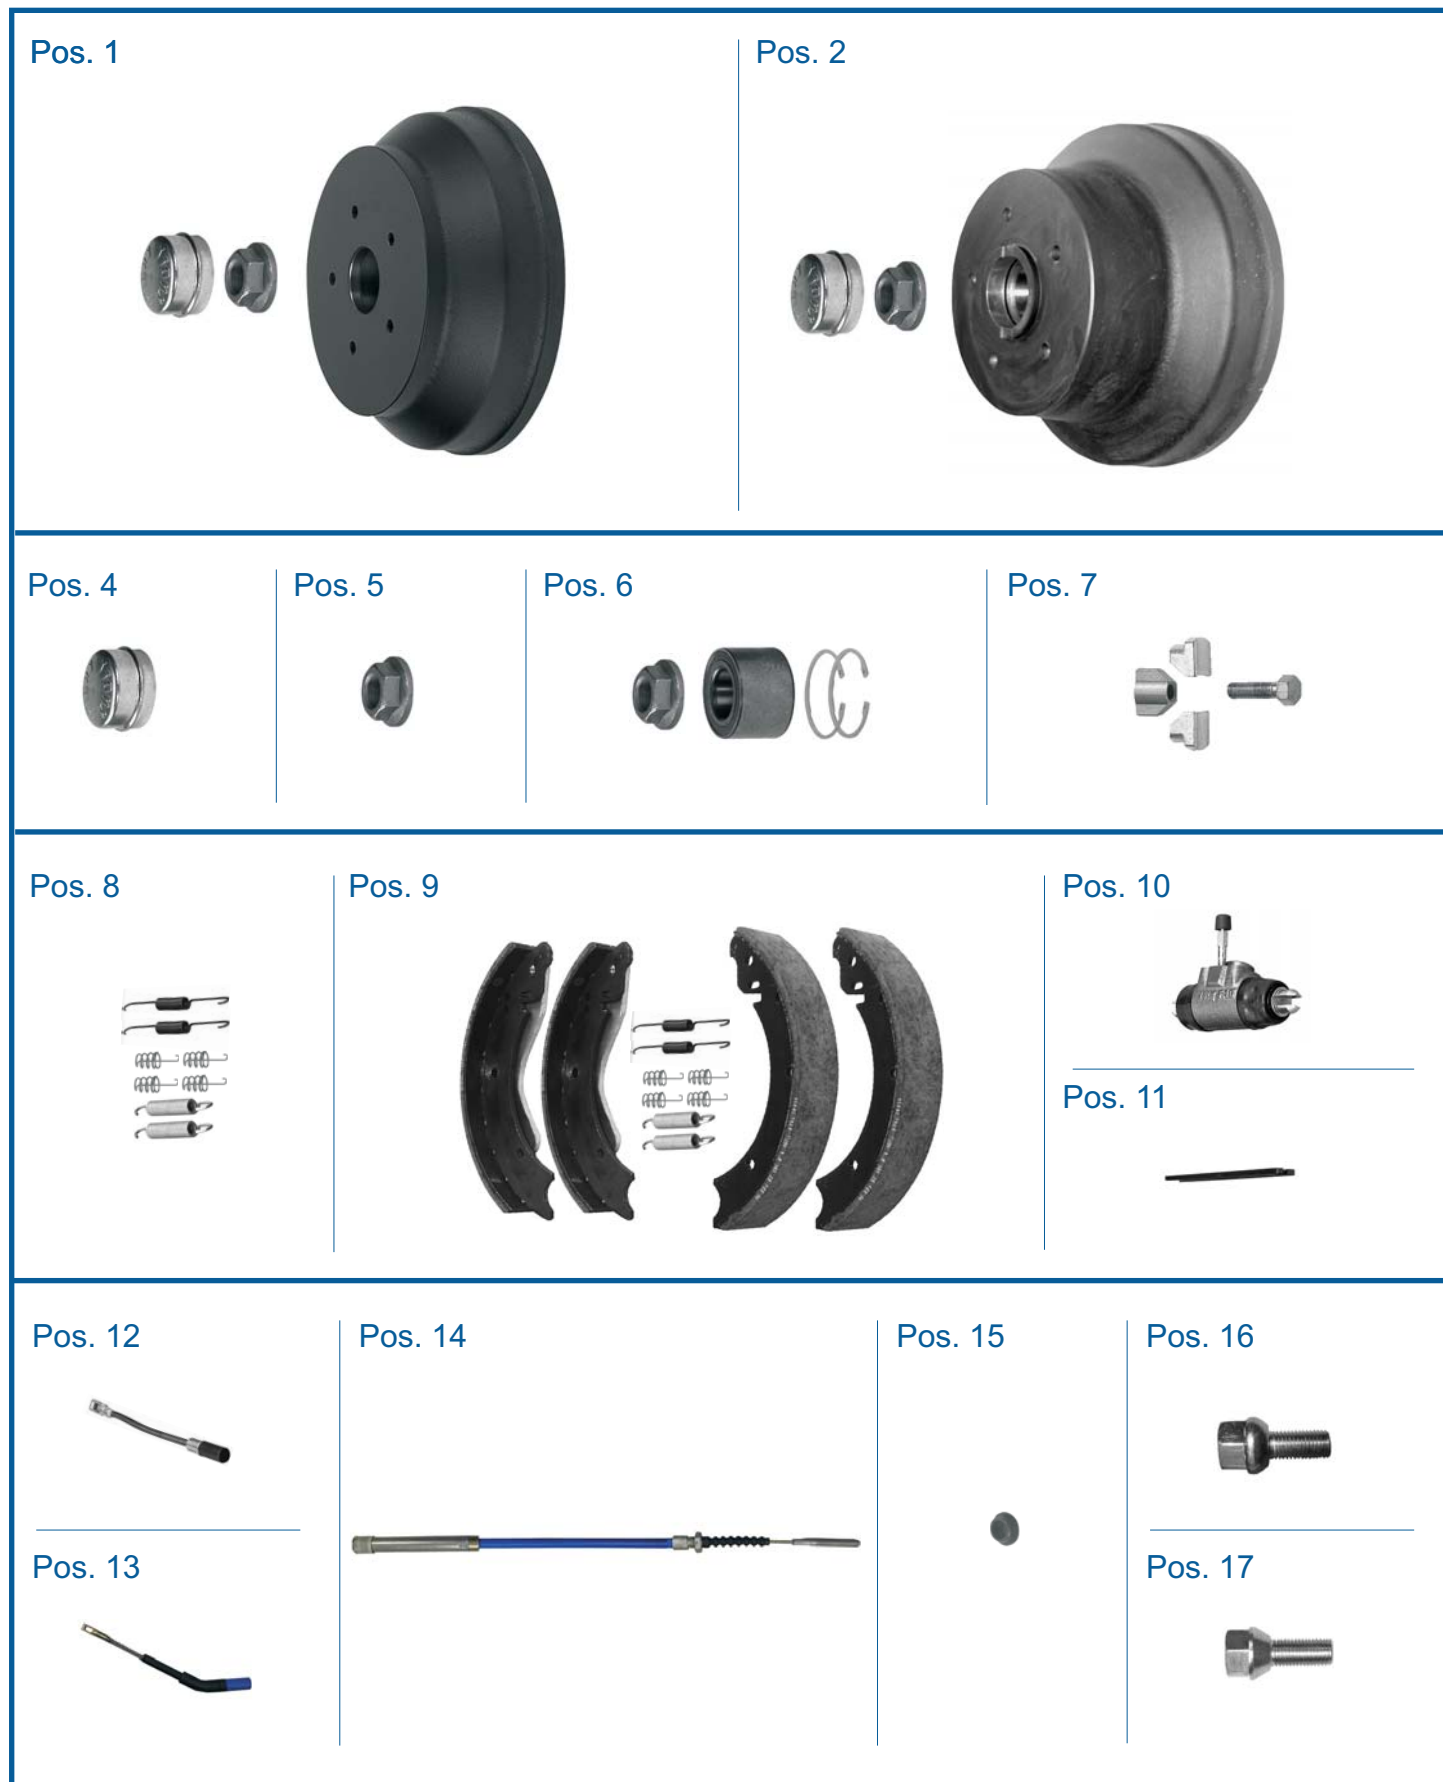 Pos. 1
Pos. 2
Pos. 4
Pos. 5
Pos. 6
Pos. 7
Pos. 8
Pos. 9
Pos. 10
Pos. 11
Pos. 12
Pos. 14
Pos. 15
Pos. 16
Pos. 13
Pos. 17